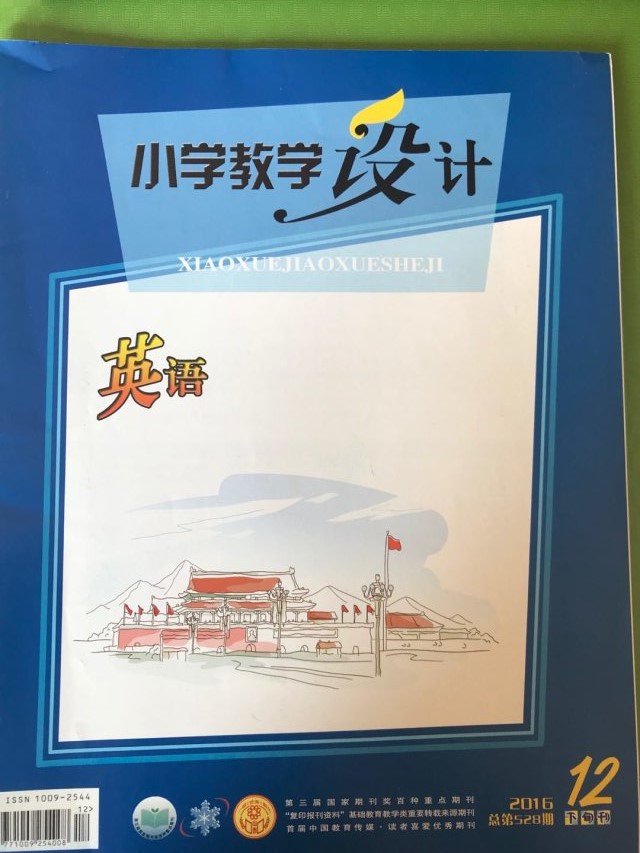 小学教学设计
XIAOXUEJIAOXUESHEJI
英语
ISSN 1009-2544
12>
771009254008
第三届国家期刊奖百种重点期刊
“复印报刊资料”基础教育教学类重要转载来源期刊
首届中国教育传媒·读者喜爱优秀期刊
2016
总第528期
12
下旬刊